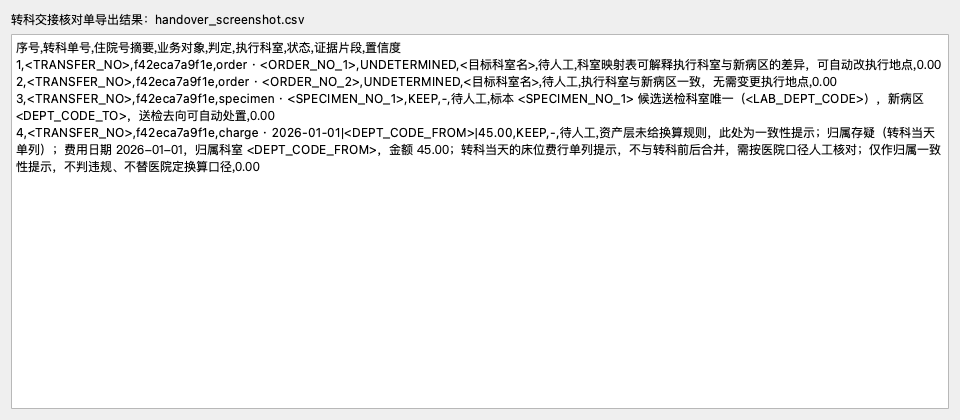 转科交接核对单导出结果：handover_screenshot.csv
序号,转科单号,住院号摘要,业务对象,判定,执行科室,状态,证据片段,置信度
1,<TRANSFER_NO>,f42eca7a9f1e,order · <ORDER_NO_1>,UNDETERMINED,<目标科室名>,待人工,科室映射表可解释执行科室与新病区的差异，可自动改执行地点,0.00
2,<TRANSFER_NO>,f42eca7a9f1e,order · <ORDER_NO_2>,UNDETERMINED,<目标科室名>,待人工,执行科室与新病区一致，无需变更执行地点,0.00
3,<TRANSFER_NO>,f42eca7a9f1e,specimen · <SPECIMEN_NO_1>,KEEP,-,待人工,标本 <SPECIMEN_NO_1> 候选送检科室唯一（<LAB_DEPT_CODE>），新病区
<DEPT_CODE_TO>，送检去向可自动处置,0.00
4,<TRANSFER_NO>,f42eca7a9f1e,charge · 2026-01-01|<DEPT_CODE_FROM>|45.00,KEEP,-,待人工,资产层未给换算规则，此处为一致性提示；归属存疑（转科当天
单列）；费用日期 2026-01-01，归属科室 <DEPT_CODE_FROM>，金额 45.00；转科当天的床位费行单列提示，不与转科前后合并，需按医院口径人工核对；仅作归属一致
性提示，不判违规、不替医院定换算口径,0.00